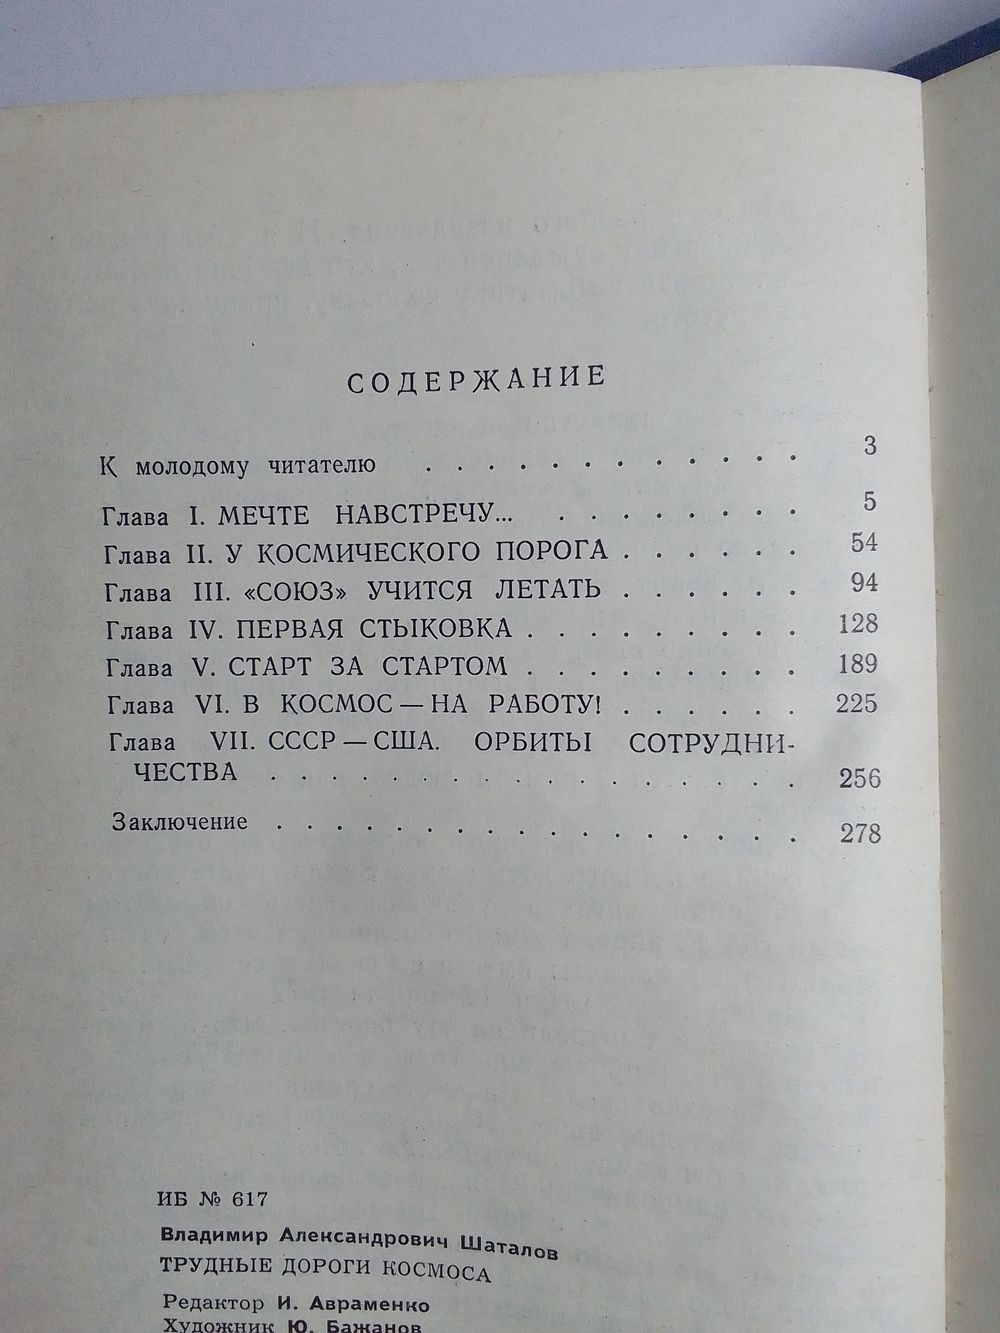 СОДЕРЖАНИЕ
К молодому читателю . . . . . . . . . . . . . 3
Глава I. МЕЧТЕ НАВСТРЕЧУ... . . . . . . . . . 5
Глава II. У КОСМИЧЕСКОГО ПОРОГА . . . . . . 54
Глава III. «СОЮЗ» УЧИТСЯ ЛЕТАТЬ . . . . . . 94
Глава IV. ПЕРВАЯ СТЫКОВКА . . . . . . . . . 128
Глава V. СТАРТ ЗА СТАРТОМ . . . . . . . . . 189
Глава VI. В КОСМОС — НА РАБОТУ! . . . . . . 225
Глава VII. СССР — США. ОРБИТЫ СОТРУДНИ-
ЧЕСТВА . . . . . . . . . . . . . . . . . 256
Заключение . . . . . . . . . . . . . . . . . . 278
ИБ № 617
Владимир Александрович Шаталов
ТРУДНЫЕ ДОРОГИ КОСМОСА
Редактор И. Авраменко
Художник Ю. Бажанов